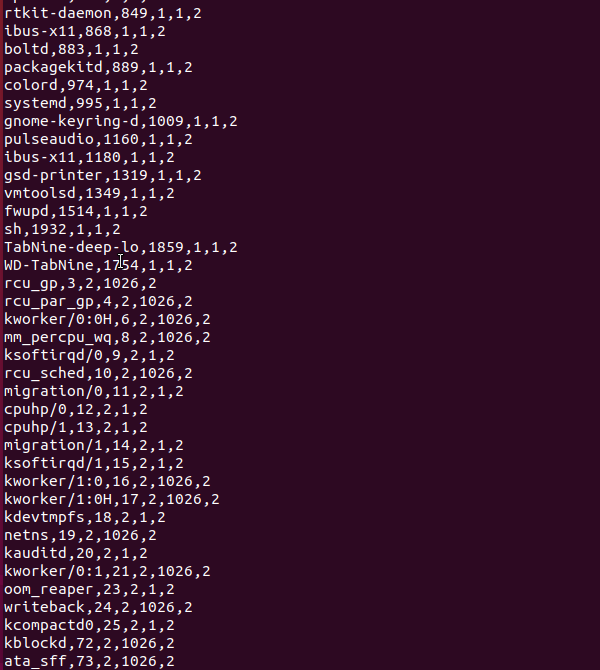 rtkit-daemon,849,1,1,2
ibus-x11,868,1,1,2
boltd,883,1,1,2
packagekitd,889,1,1,2
colord,974,1,1,2
systemd,995,1,1,2
gnome-keyring-d,1009,1,1,2
pulseaudio,1160,1,1,2
ibus-x11,1180,1,1,2
gsd-printer,1319,1,1,2
vmtoolsd,1349,1,1,2
fwupd,1514,1,1,2
sh,1932,1,1,2
TabNine-deep-lo,1859,1,1,2
WD-TabNine,1754,1,1,2
rcu_gp,3,2,1026,2
rcu_par_gp,4,2,1026,2
kworker/0:0H,6,2,1026,2
mm_percpu_wq,8,2,1026,2
ksoftirqd/0,9,2,1,2
rcu_sched,10,2,1026,2
migration/0,11,2,1,2
cpuhp/0,12,2,1,2
cpuhp/1,13,2,1,2
migration/1,14,2,1,2
ksoftirqd/1,15,2,1,2
kworker/1:0,16,2,1026,2
kworker/1:0H,17,2,1026,2
kdevtmpfs,18,2,1,2
netns,19,2,1026,2
kauditd,20,2,1,2
kworker/0:1,21,2,1026,2
oom_reaper,23,2,1,2
writeback,24,2,1026,2
kcompactd0,25,2,1,2
kblockd,72,2,1026,2
ata_sff,73,2,1026,2